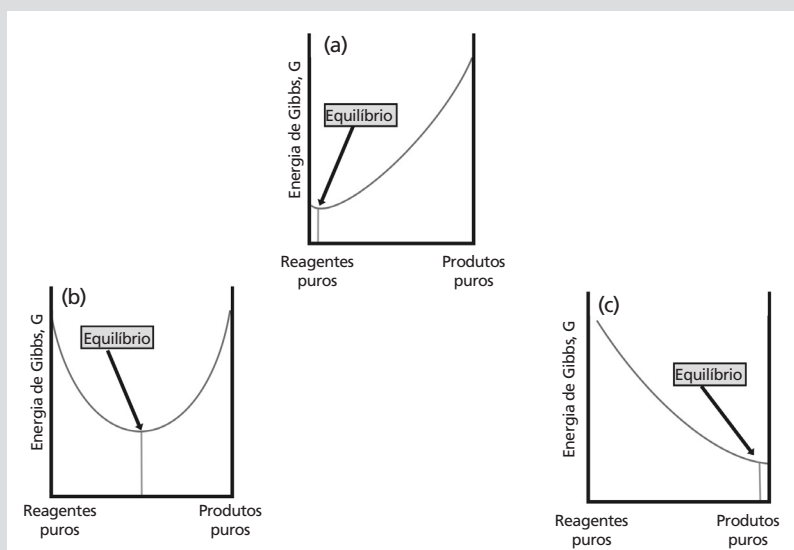 (a)
Energia de Gibbs, G
Equilíbrio
Reagentes
puros
Produtos
puros
(b)
Energia de Gibbs, G
Equilíbrio
Reagentes
puros
Produtos
puros
(c)
Energia de Gibbs, G
Equilíbrio
Reagentes
puros
Produtos
puros